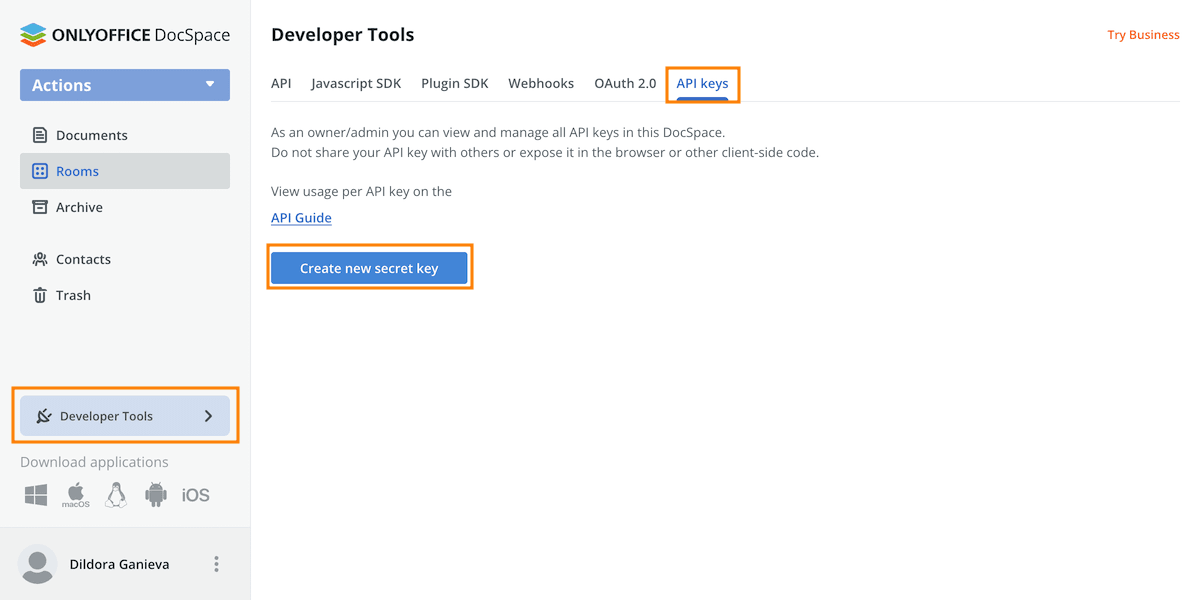 ONLYOFFICE DocSpace
Actions
Documents
Rooms
Archive
Contacts
Trash
Developer Tools
Download applications
macOS
iOS
Dildora Ganieva
Developer Tools
Try Business
API Javascript SDK Plugin SDK Webhooks OAuth 2.0 API keys
As an owner/admin you can view and manage all API keys in this DocSpace.
Do not share your API key with others or expose it in the browser or other client-side code.
View usage per API key on the
API Guide
Create new secret key